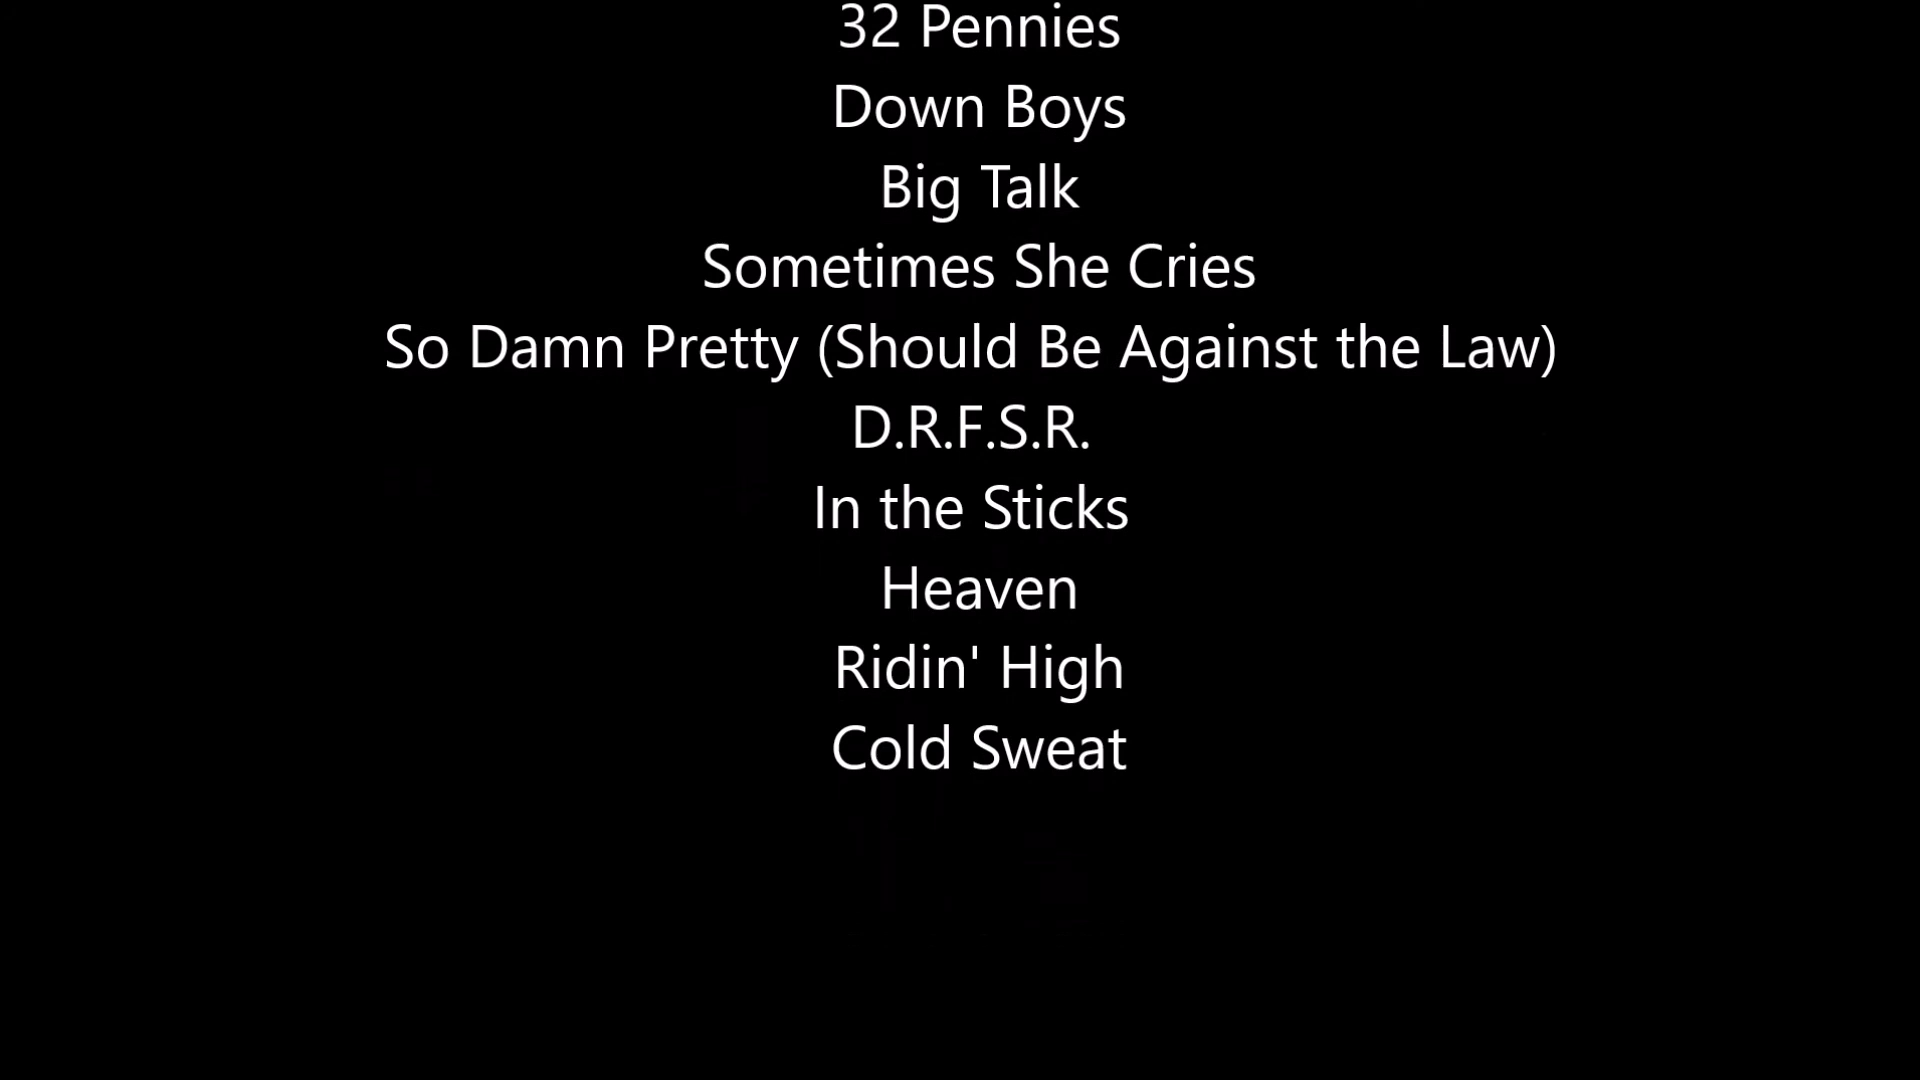 32 Pennies
Down Boys
Big Talk
Sometimes She Cries
So Damn Pretty (Should Be Against the Law)
D.R.F.S.R.
In the Sticks
Heaven
Ridin' High
Cold Sweat